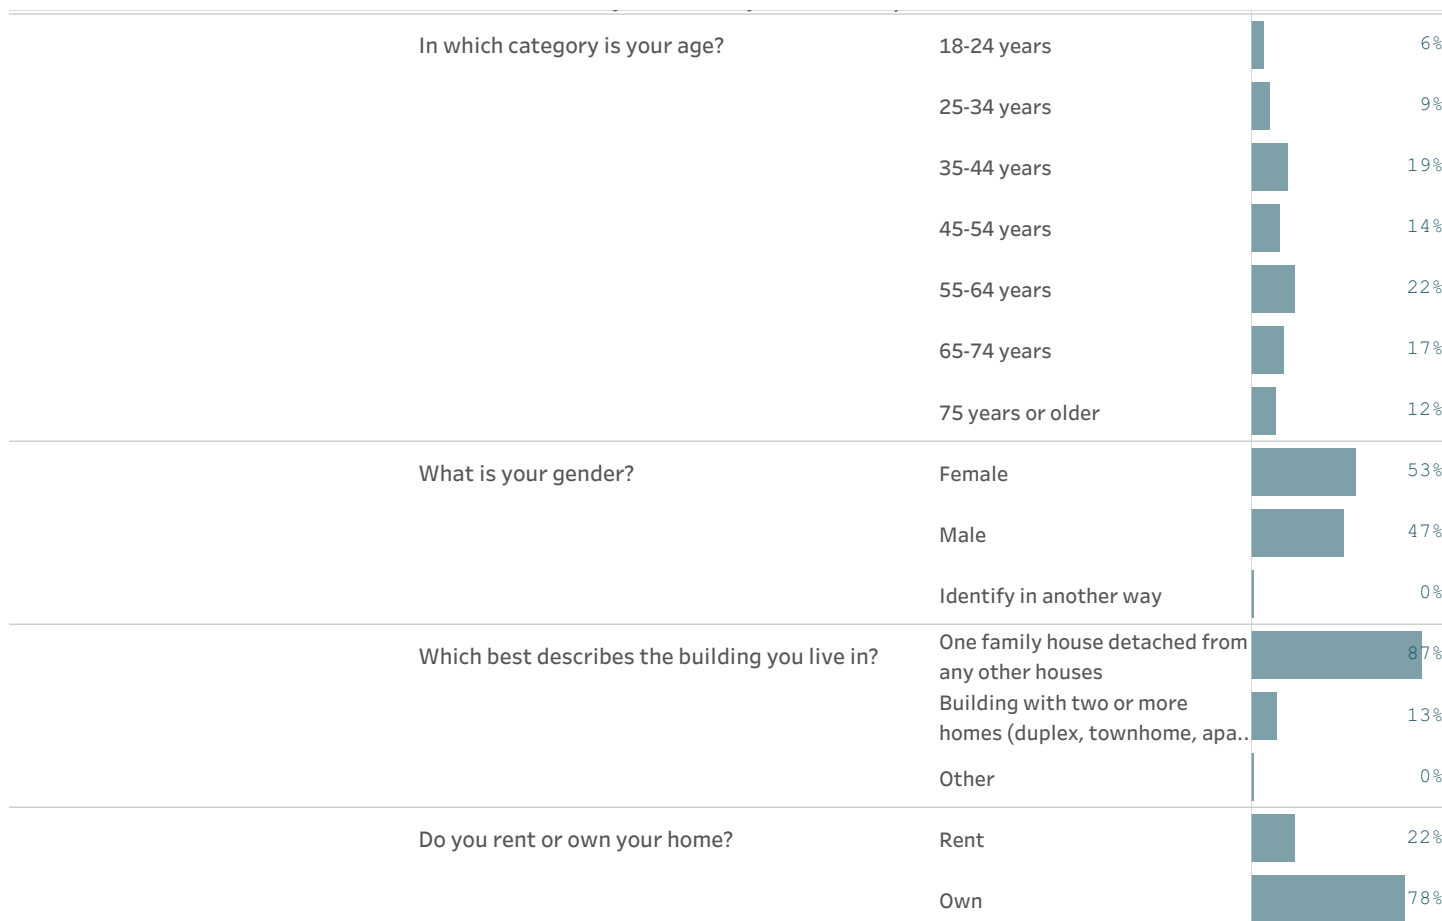 In which category is your age? 18-24 years 6%
25-34 years 9%
35-44 years 19%
45-54 years 14%
55-64 years 22%
65-74 years 17%
75 years or older 12%
What is your gender? Female 53%
Male 47%
Identify in another way 0%
Which best describes the building you live in? One family house detached from any other houses 87%
Building with two or more homes (duplex, townhome, apa.. 13%
Other 0%
Do you rent or own your home? Rent 22%
Own 78%